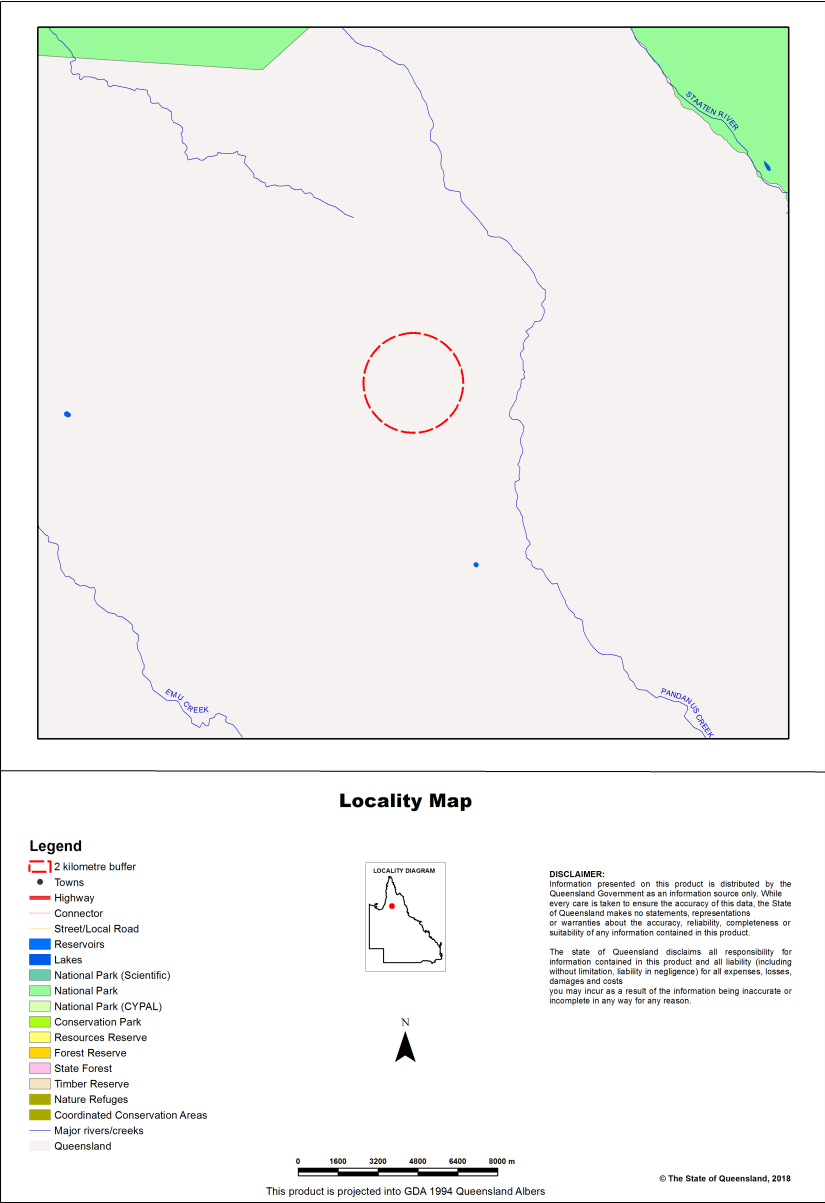 STAATEN RIVER
EMU CREEK
PANDANUS CREEK
Locality Map
Legend
2 kilometre buffer
Towns
Highway
Connector
Street/Local Road
Reservoirs
Lakes
National Park (Scientific)
National Park
National Park (CYPAL)
Conservation Park
Resources Reserve
Forest Reserve
State Forest
Timber Reserve
Nature Refuges
Coordinated Conservation Areas
Major rivers/creeks
Queensland
LOCALITY DIAGRAM
N
0 1600 3200 4800 6400 8000 m
This product is projected into GDA 1994 Queensland Albers
DISCLAIMER:
Information presented on this product is distributed by the
Queensland Government as an information source only. While
every care is taken to ensure the accuracy of this data, the State
of Queensland makes no statements, representations
or warranties about the accuracy, reliability, completeness or
suitability of any information contained in this product.
The state of Queensland disclaims all responsibility for
information contained in this product and all liability (including
without limitation, liability in negligence) for all expenses, losses,
damages and costs
you may incur as a result of the information being inaccurate or
incomplete in any way for any reason.
© The State of Queensland, 2018